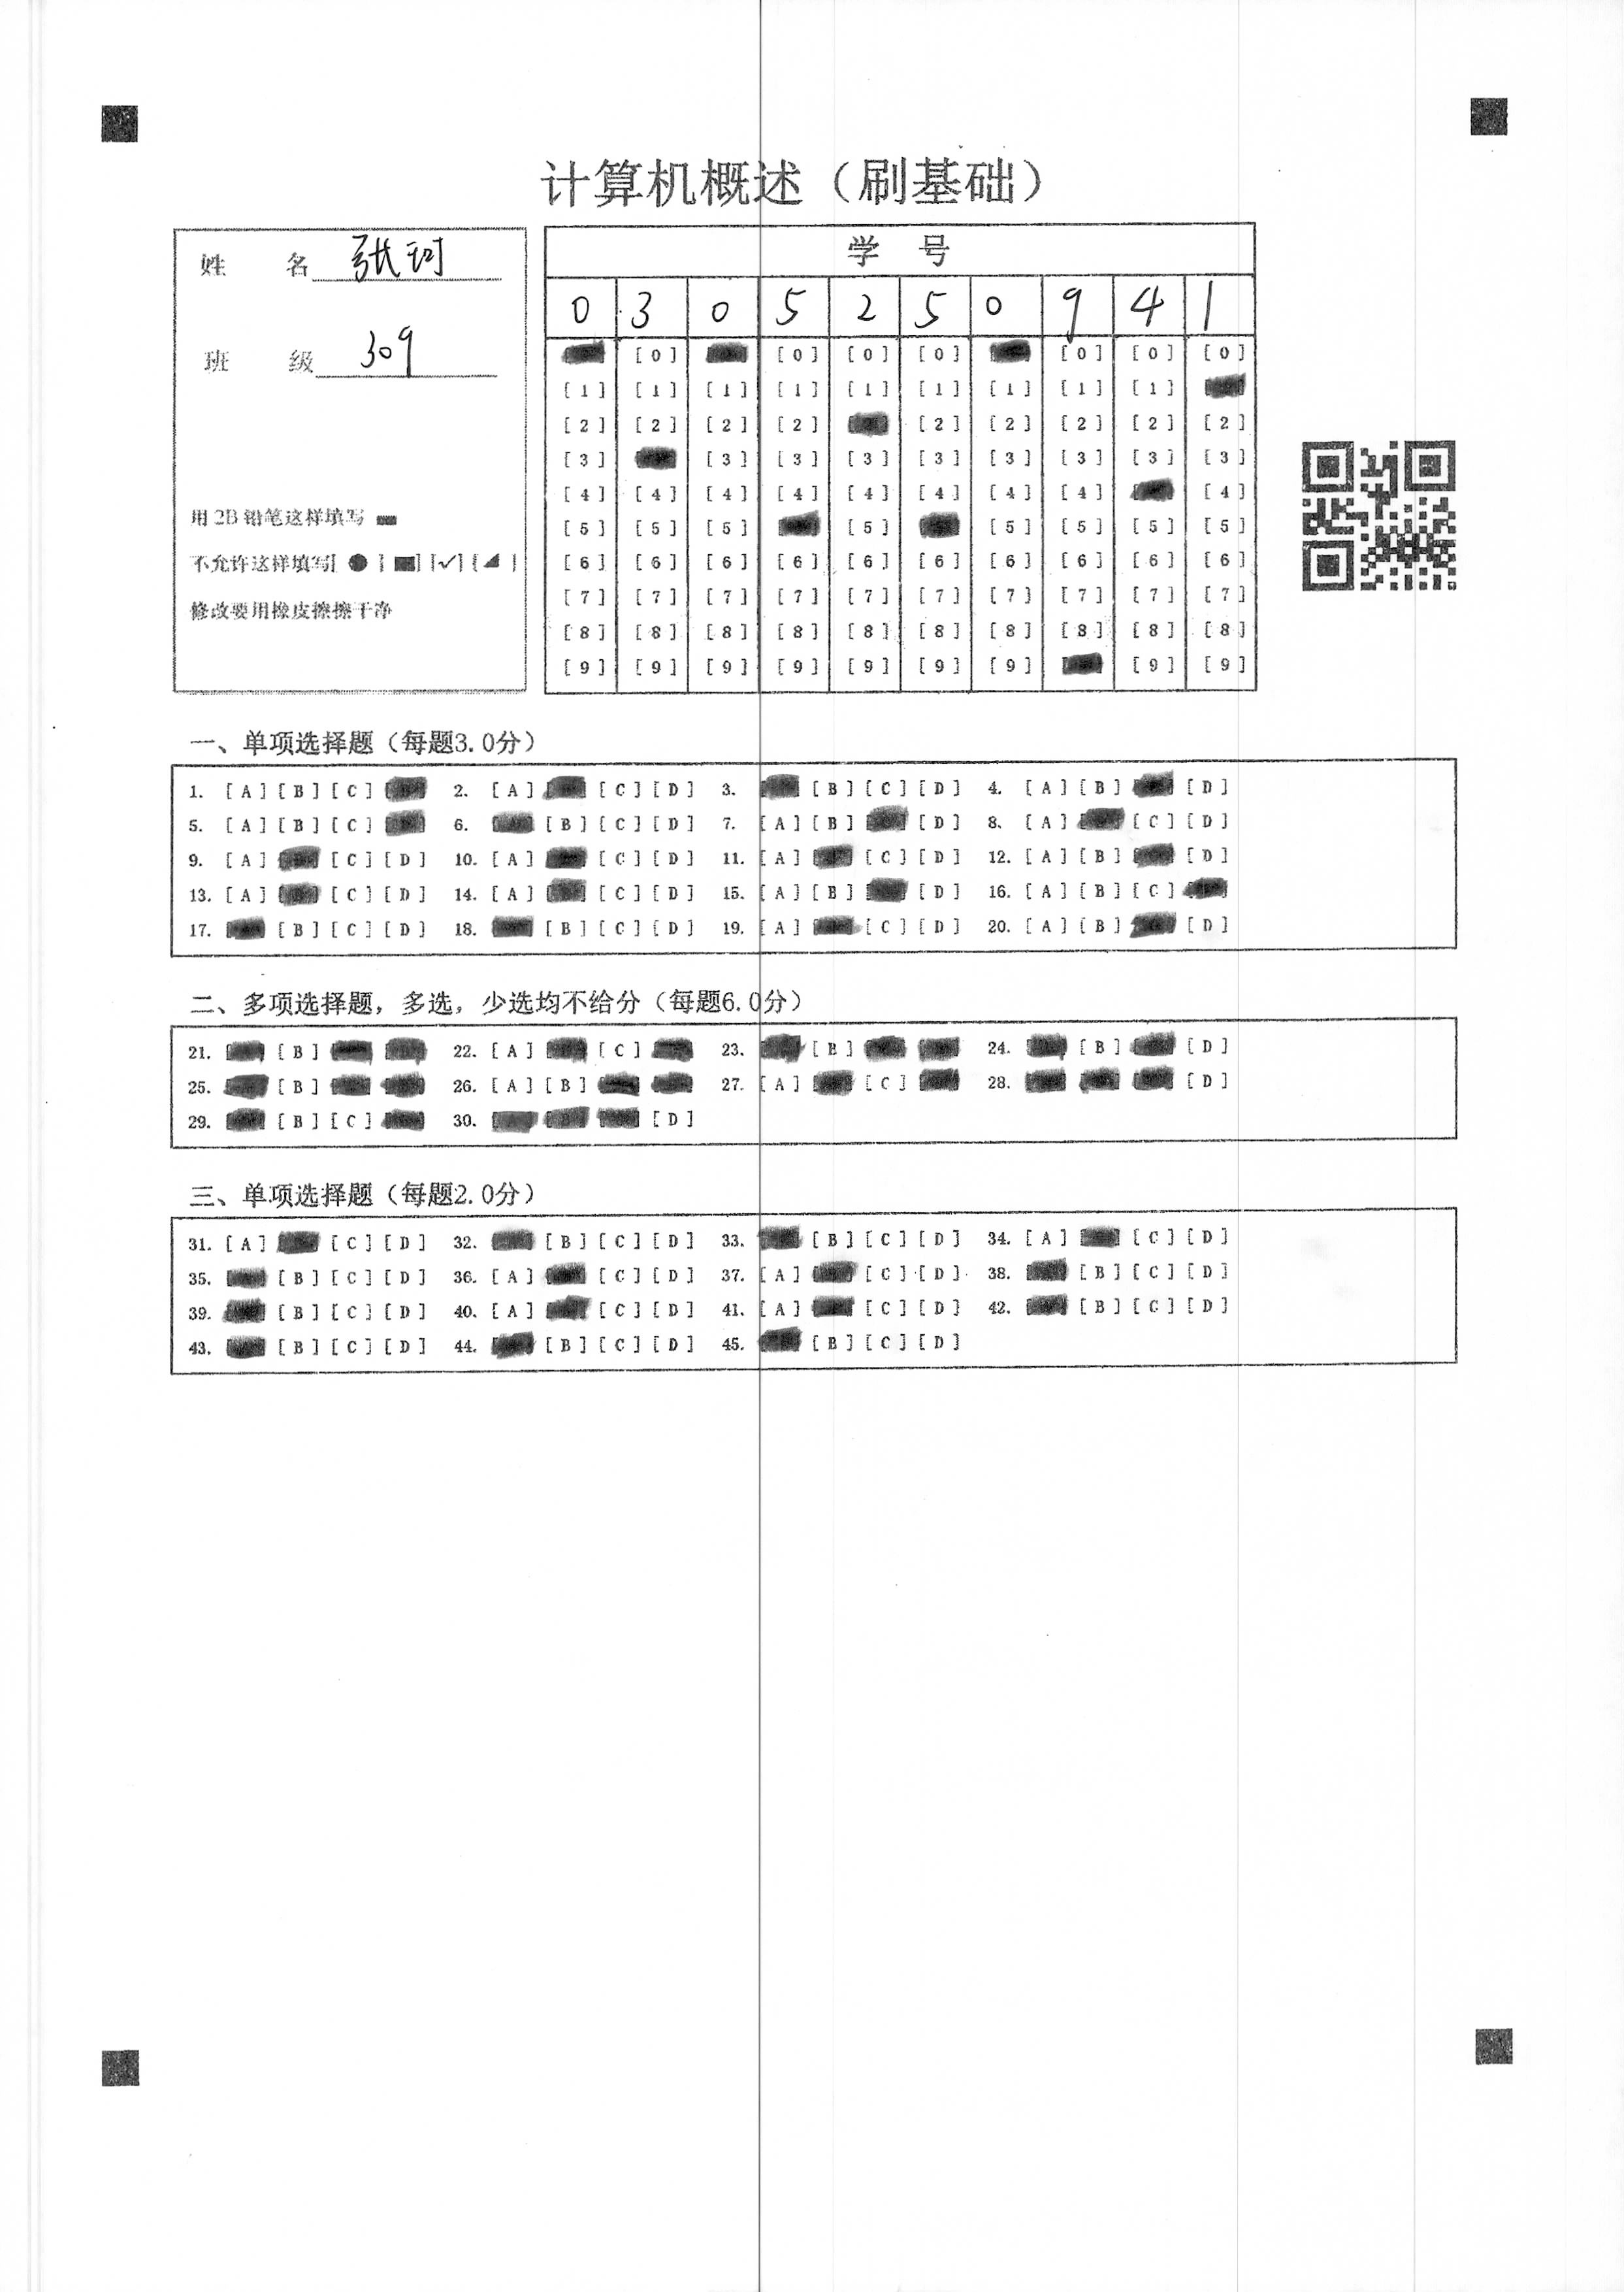 计算机概述（刷基础）
姓 名 张珂
班 级 309
用 2B 铅笔这样填写
不允许这样填写[ ● ] [■] [✓] [◢ ]
修改要用橡皮擦擦干净
学 号
0 3 0 5 2 5 0 9 4 1
[0] [0] [0] [0] [0] [0] [0]
[1] [1] [1] [1] [1] [1] [1] [1] [1]
[2] [2] [2] [2] [2] [2] [2] [2] [2]
[3] [3] [3] [3] [3] [3] [3] [3] [3]
[4] [4] [4] [4] [4] [4] [4] [4] [4]
[5] [5] [5] [5] [5] [5] [5] [5]
[6] [6] [6] [6] [6] [6] [6] [6] [6] [6]
[7] [7] [7] [7] [7] [7] [7] [7] [7] [7]
[8] [8] [8] [8] [8] [8] [8] [8] [8] [8]
[9] [9] [9] [9] [9] [9] [9] [9] [9]
一、单项选择题（每题3.0分）
1. [A] [B] [C] 2. [A] [C] [D] 3. [B] [C] [D] 4. [A] [B] [D]
5. [A] [B] [C] 6. [B] [C] [D] 7. [A] [B] [D] 8. [A] [C] [D]
9. [A] [C] [D] 10. [A] [C] [D] 11. [A] [C] [D] 12. [A] [B] [D]
13. [A] [C] [D] 14. [A] [C] [D] 15. [A] [B] [D] 16. [A] [B] [C]
17. [B] [C] [D] 18. [B] [C] [D] 19. [A] [C] [D] 20. [A] [B] [D]
二、多项选择题，多选，少选均不给分（每题6.0分）
21. [B] 22. [A] [C] 23. [B] 24. [B] [D]
25. [B] 26. [A] [B] 27. [A] [C] 28. [D]
29. [B] [C] 30. [D]
三、单项选择题（每题2.0分）
31. [A] [C] [D] 32. [B] [C] [D] 33. [B] [C] [D] 34. [A] [C] [D]
35. [B] [C] [D] 36. [A] [C] [D] 37. [A] [C] [D] 38. [B] [C] [D]
39. [B] [C] [D] 40. [A] [C] [D] 41. [A] [C] [D] 42. [B] [C] [D]
43. [B] [C] [D] 44. [B] [C] [D] 45. [B] [C] [D]